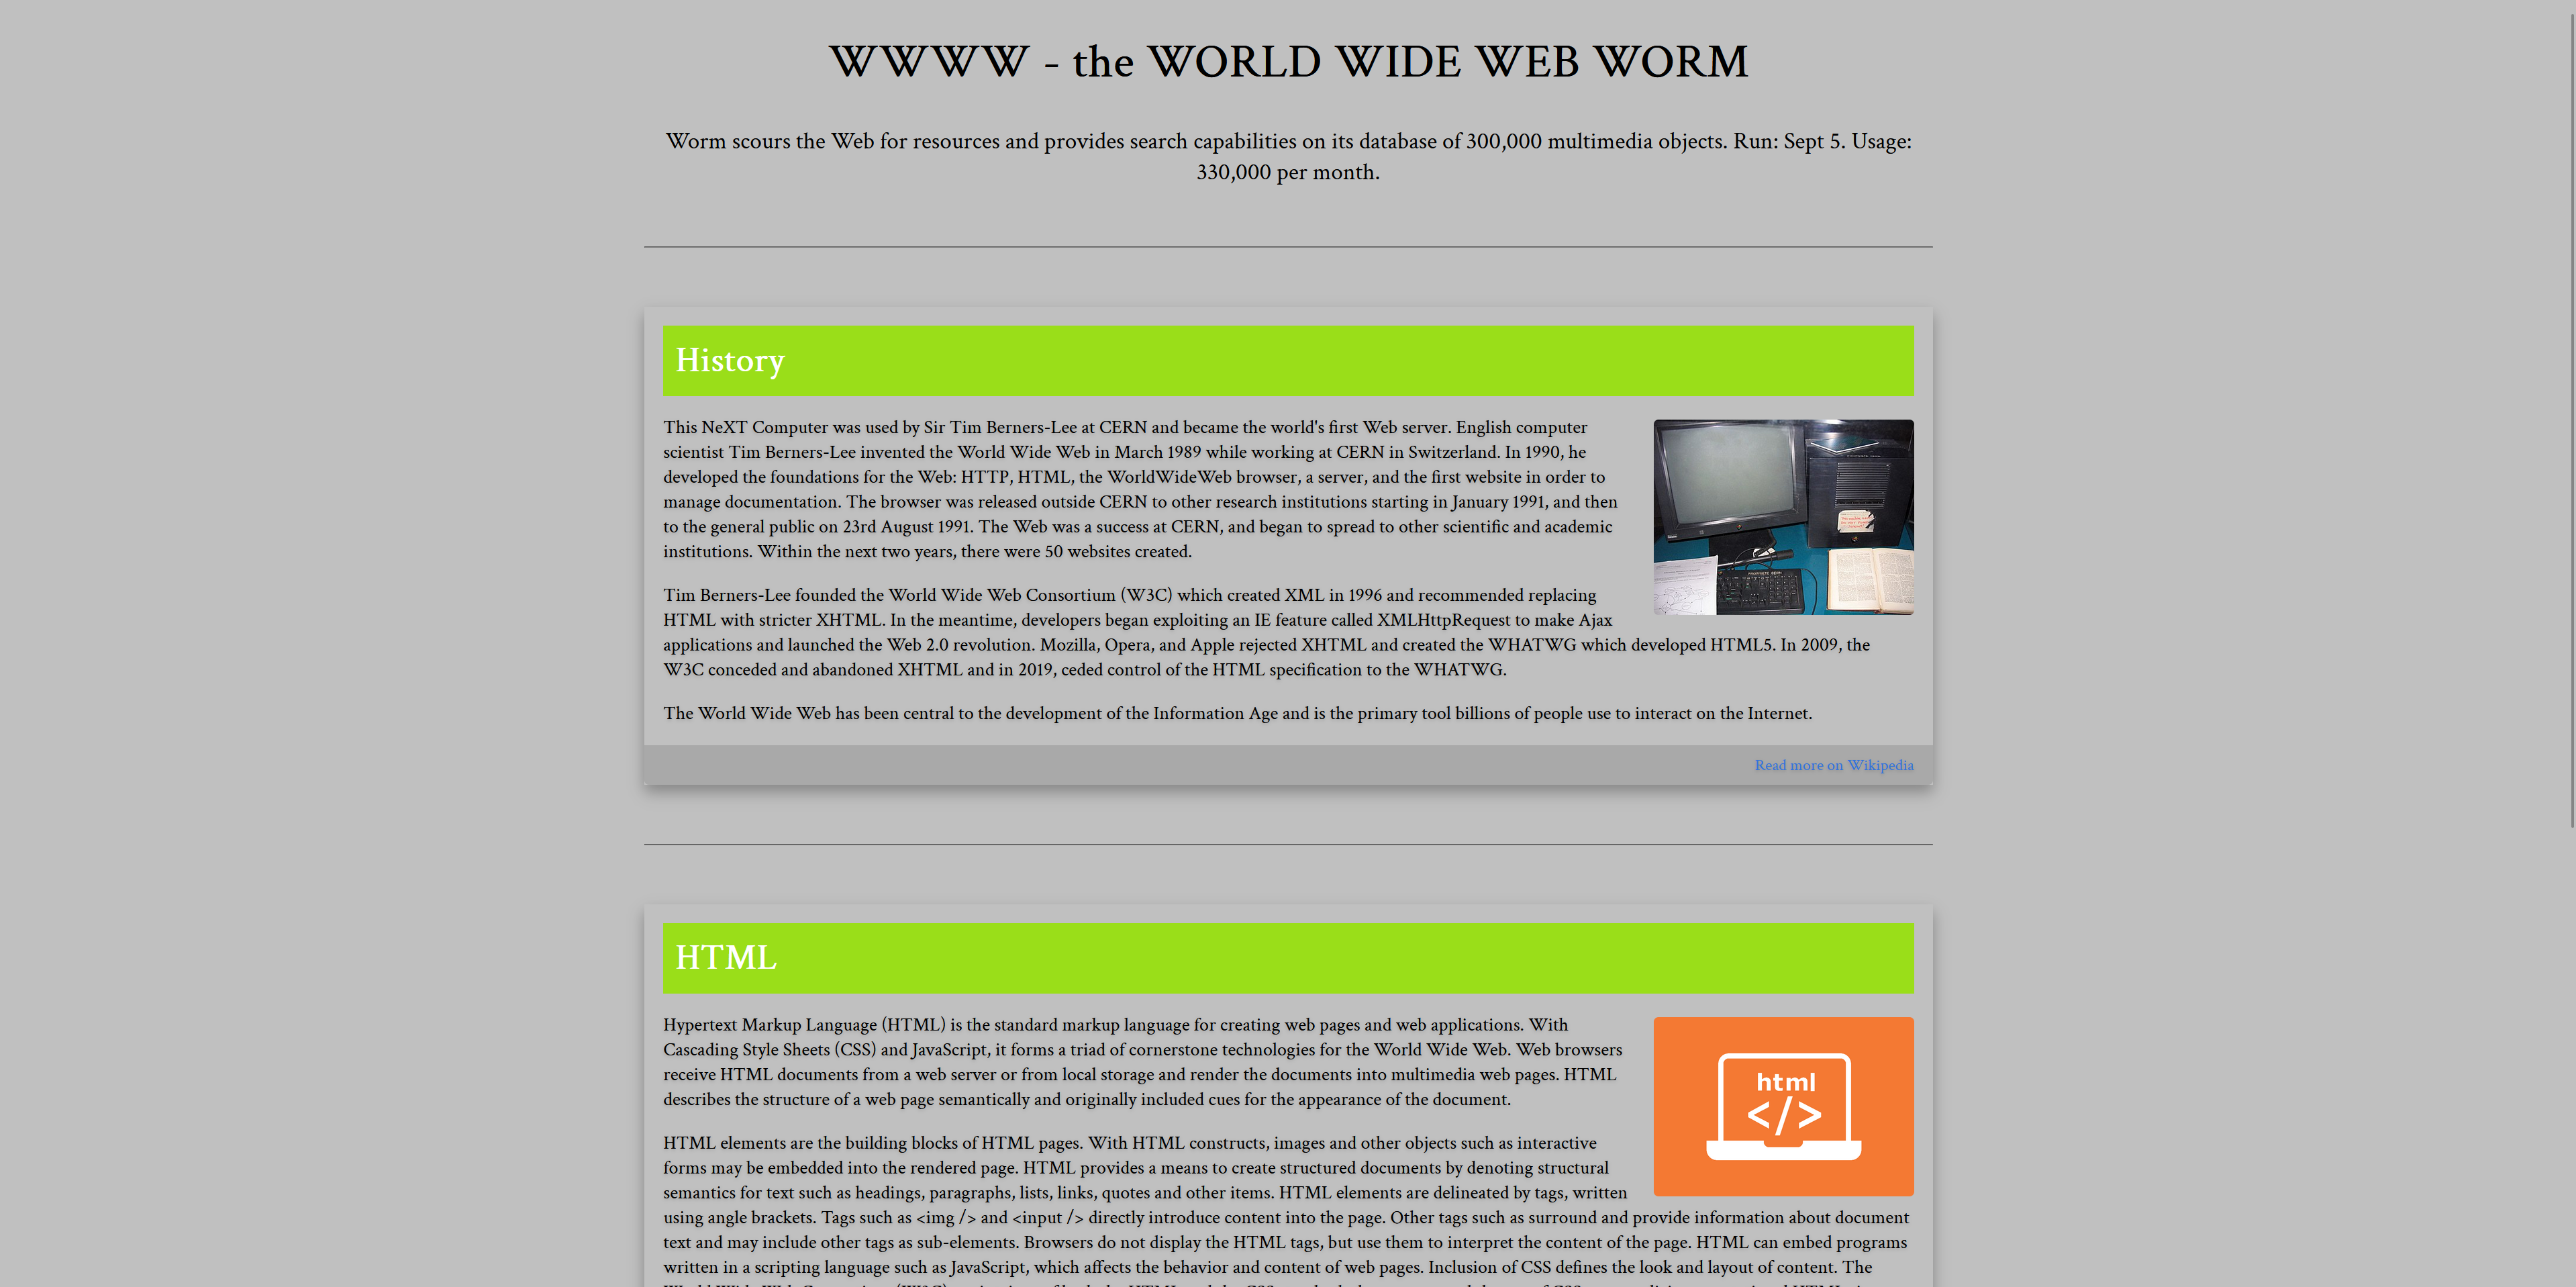 WWWW - the WORLD WIDE WEB WORM
Worm scours the Web for resources and provides search capabilities on its database of 300,000 multimedia objects. Run: Sept 5. Usage:
330,000 per month.
History
This NeXT Computer was used by Sir Tim Berners-Lee at CERN and became the world's first Web server. English computer
scientist Tim Berners-Lee invented the World Wide Web in March 1989 while working at CERN in Switzerland. In 1990, he
developed the foundations for the Web: HTTP, HTML, the WorldWideWeb browser, a server, and the first website in order to
manage documentation. The browser was released outside CERN to other research institutions starting in January 1991, and then
to the general public on 23rd August 1991. The Web was a success at CERN, and began to spread to other scientific and academic
institutions. Within the next two years, there were 50 websites created.
Tim Berners-Lee founded the World Wide Web Consortium (W3C) which created XML in 1996 and recommended replacing
HTML with stricter XHTML. In the meantime, developers began exploiting an IE feature called XMLHttpRequest to make Ajax
applications and launched the Web 2.0 revolution. Mozilla, Opera, and Apple rejected XHTML and created the WHATWG which developed HTML5. In 2009, the
W3C conceded and abandoned XHTML and in 2019, ceded control of the HTML specification to the WHATWG.
The World Wide Web has been central to the development of the Information Age and is the primary tool billions of people use to interact on the Internet.
Read more on Wikipedia
HTML
Hypertext Markup Language (HTML) is the standard markup language for creating web pages and web applications. With
Cascading Style Sheets (CSS) and JavaScript, it forms a triad of cornerstone technologies for the World Wide Web. Web browsers
receive HTML documents from a web server or from local storage and render the documents into multimedia web pages. HTML
describes the structure of a web page semantically and originally included cues for the appearance of the document.
html
</>
HTML elements are the building blocks of HTML pages. With HTML constructs, images and other objects such as interactive
forms may be embedded into the rendered page. HTML provides a means to create structured documents by denoting structural
semantics for text such as headings, paragraphs, lists, links, quotes and other items. HTML elements are delineated by tags, written
using angle brackets. Tags such as <img /> and <input /> directly introduce content into the page. Other tags such as surround and provide information about document
text and may include other tags as sub-elements. Browsers do not display the HTML tags, but use them to interpret the content of the page. HTML can embed programs
written in a scripting language such as JavaScript, which affects the behavior and content of web pages. Inclusion of CSS defines the look and layout of content. The